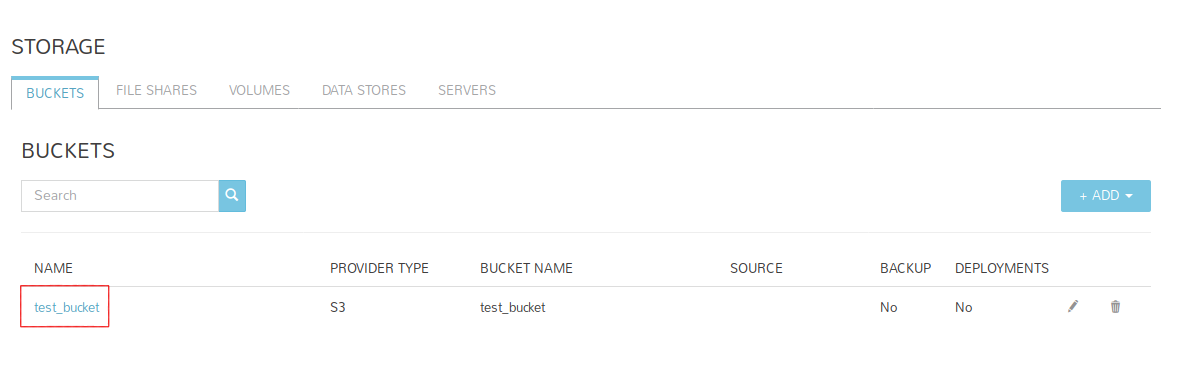 STORAGE
BUCKETS FILE SHARES VOLUMES DATA STORES SERVERS
BUCKETS
Search + ADD
NAME PROVIDER TYPE BUCKET NAME SOURCE BACKUP DEPLOYMENTS
test_bucket S3 test_bucket No No